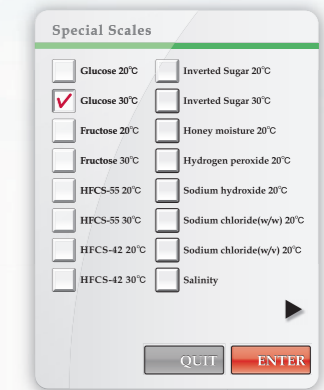 Special Scales
Glucose 20℃ Inverted Sugar 20℃
Glucose 30℃ Inverted Sugar 30℃
Fructose 20℃ Honey moisture 20℃
Fructose 30℃ Hydrogen peroxide 20℃
HFCS-55 20℃ Sodium hydroxide 20℃
HFCS-55 30℃ Sodium chloride(w/w) 20℃
HFCS-42 20℃ Sodium chloride(w/v) 20℃
HFCS-42 30℃ Salinity
QUIT ENTER